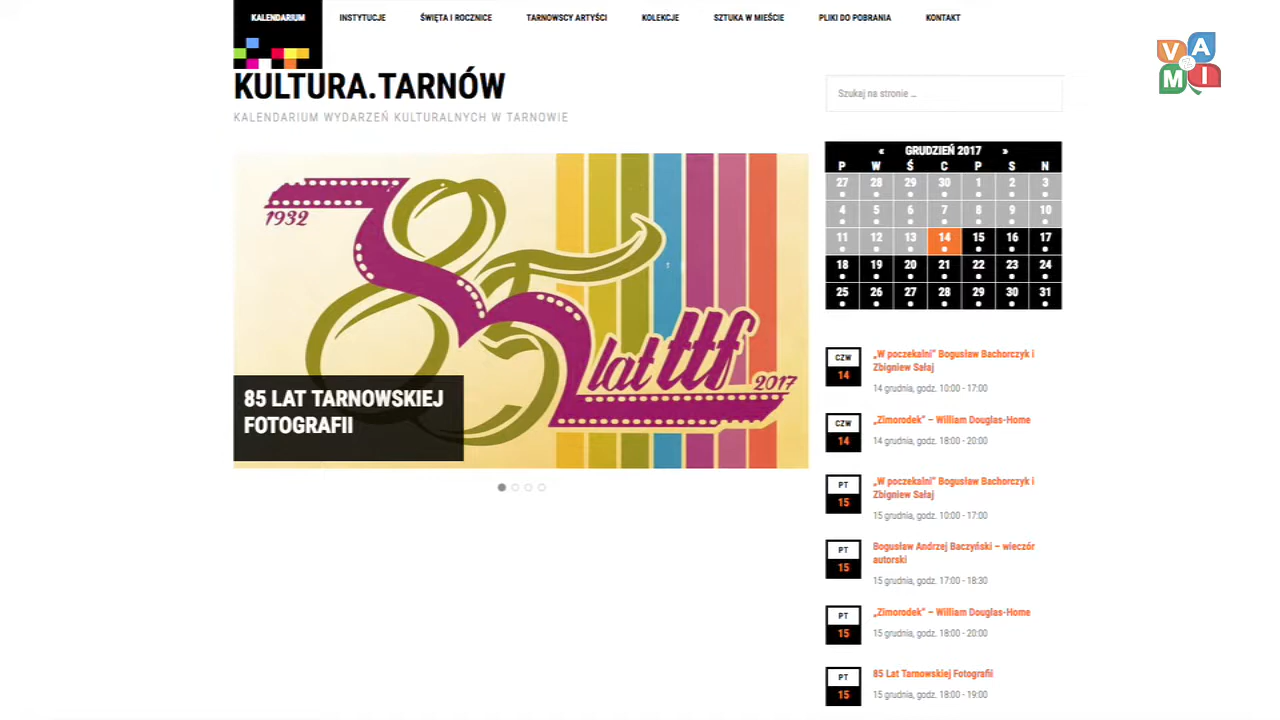 KALENDARIUM INSTYTUCJE ŚWIĘTA I ROCZNICE TARNOWSCY ARTYŚCI KOLEKCJE SZTUKA W MIEŚCIE PLIKI DO POBRANIA KONTAKT
VAMI
KULTURA.TARNÓW
KALENDARIUM WYDARZEŃ KULTURALNYCH W TARNOWIE
Szukaj na stronie ...
1932
85
lat ttf
2017
85 LAT TARNOWSKIEJ
FOTOGRAFII
« GRUDZIEŃ 2017 »
P W Ś C P S N
27 28 29 30 1 2 3
4 5 6 7 8 9 10
11 12 13 14 15 16 17
18 19 20 21 22 23 24
25 26 27 28 29 30 31
CZW
14
„W poczekalni” Bogusław Bachorczyk i
Zbigniew Sałaj
14 grudnia, godz. 10:00 - 17:00
CZW
14
„Zimorodek” – William Douglas-Home
14 grudnia, godz. 18:00 - 20:00
PT
15
„W poczekalni” Bogusław Bachorczyk i
Zbigniew Sałaj
15 grudnia, godz. 10:00 - 17:00
PT
15
Bogusław Andrzej Baczyński – wieczór
autorski
15 grudnia, godz. 17:00 - 18:30
PT
15
„Zimorodek” – William Douglas-Home
15 grudnia, godz. 18:00 - 20:00
PT
15
85 Lat Tarnowskiej Fotografii
15 grudnia, godz. 18:00 - 19:00